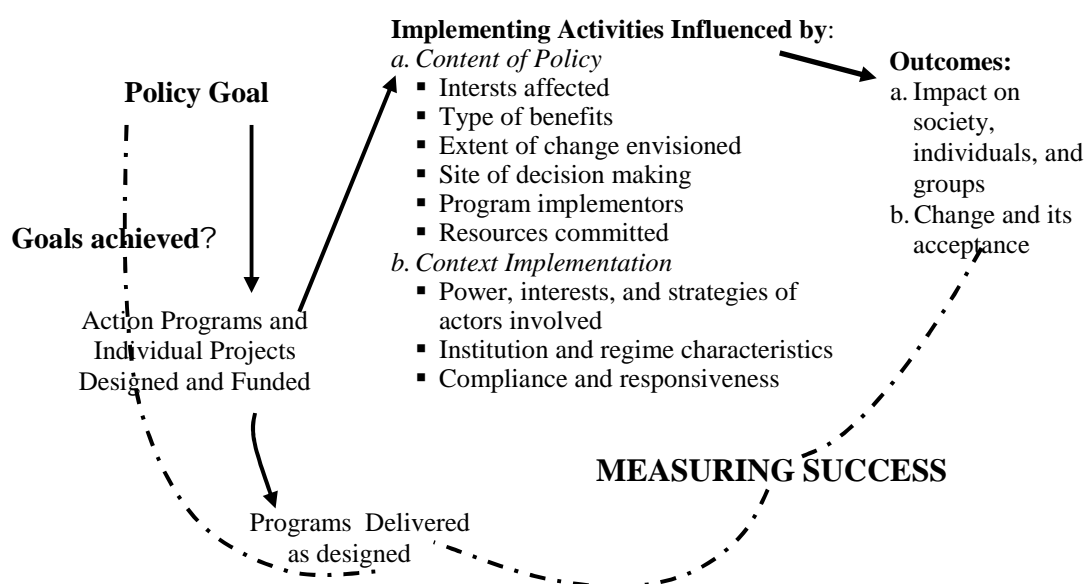 Policy Goal
Goals achieved?
Action Programs and
Individual Projects
Designed and Funded
Programs Delivered
as designed
Implementing Activities Influenced by:
a. Content of Policy
▪ Intersts affected
▪ Type of benefits
▪ Extent of change envisioned
▪ Site of decision making
▪ Program implementors
▪ Resources committed
b. Context Implementation
▪ Power, interests, and strategies of
actors involved
▪ Institution and regime characteristics
▪ Compliance and responsiveness
Outcomes:
a. Impact on
society,
individuals, and
groups
b. Change and its
acceptance
MEASURING SUCCESS